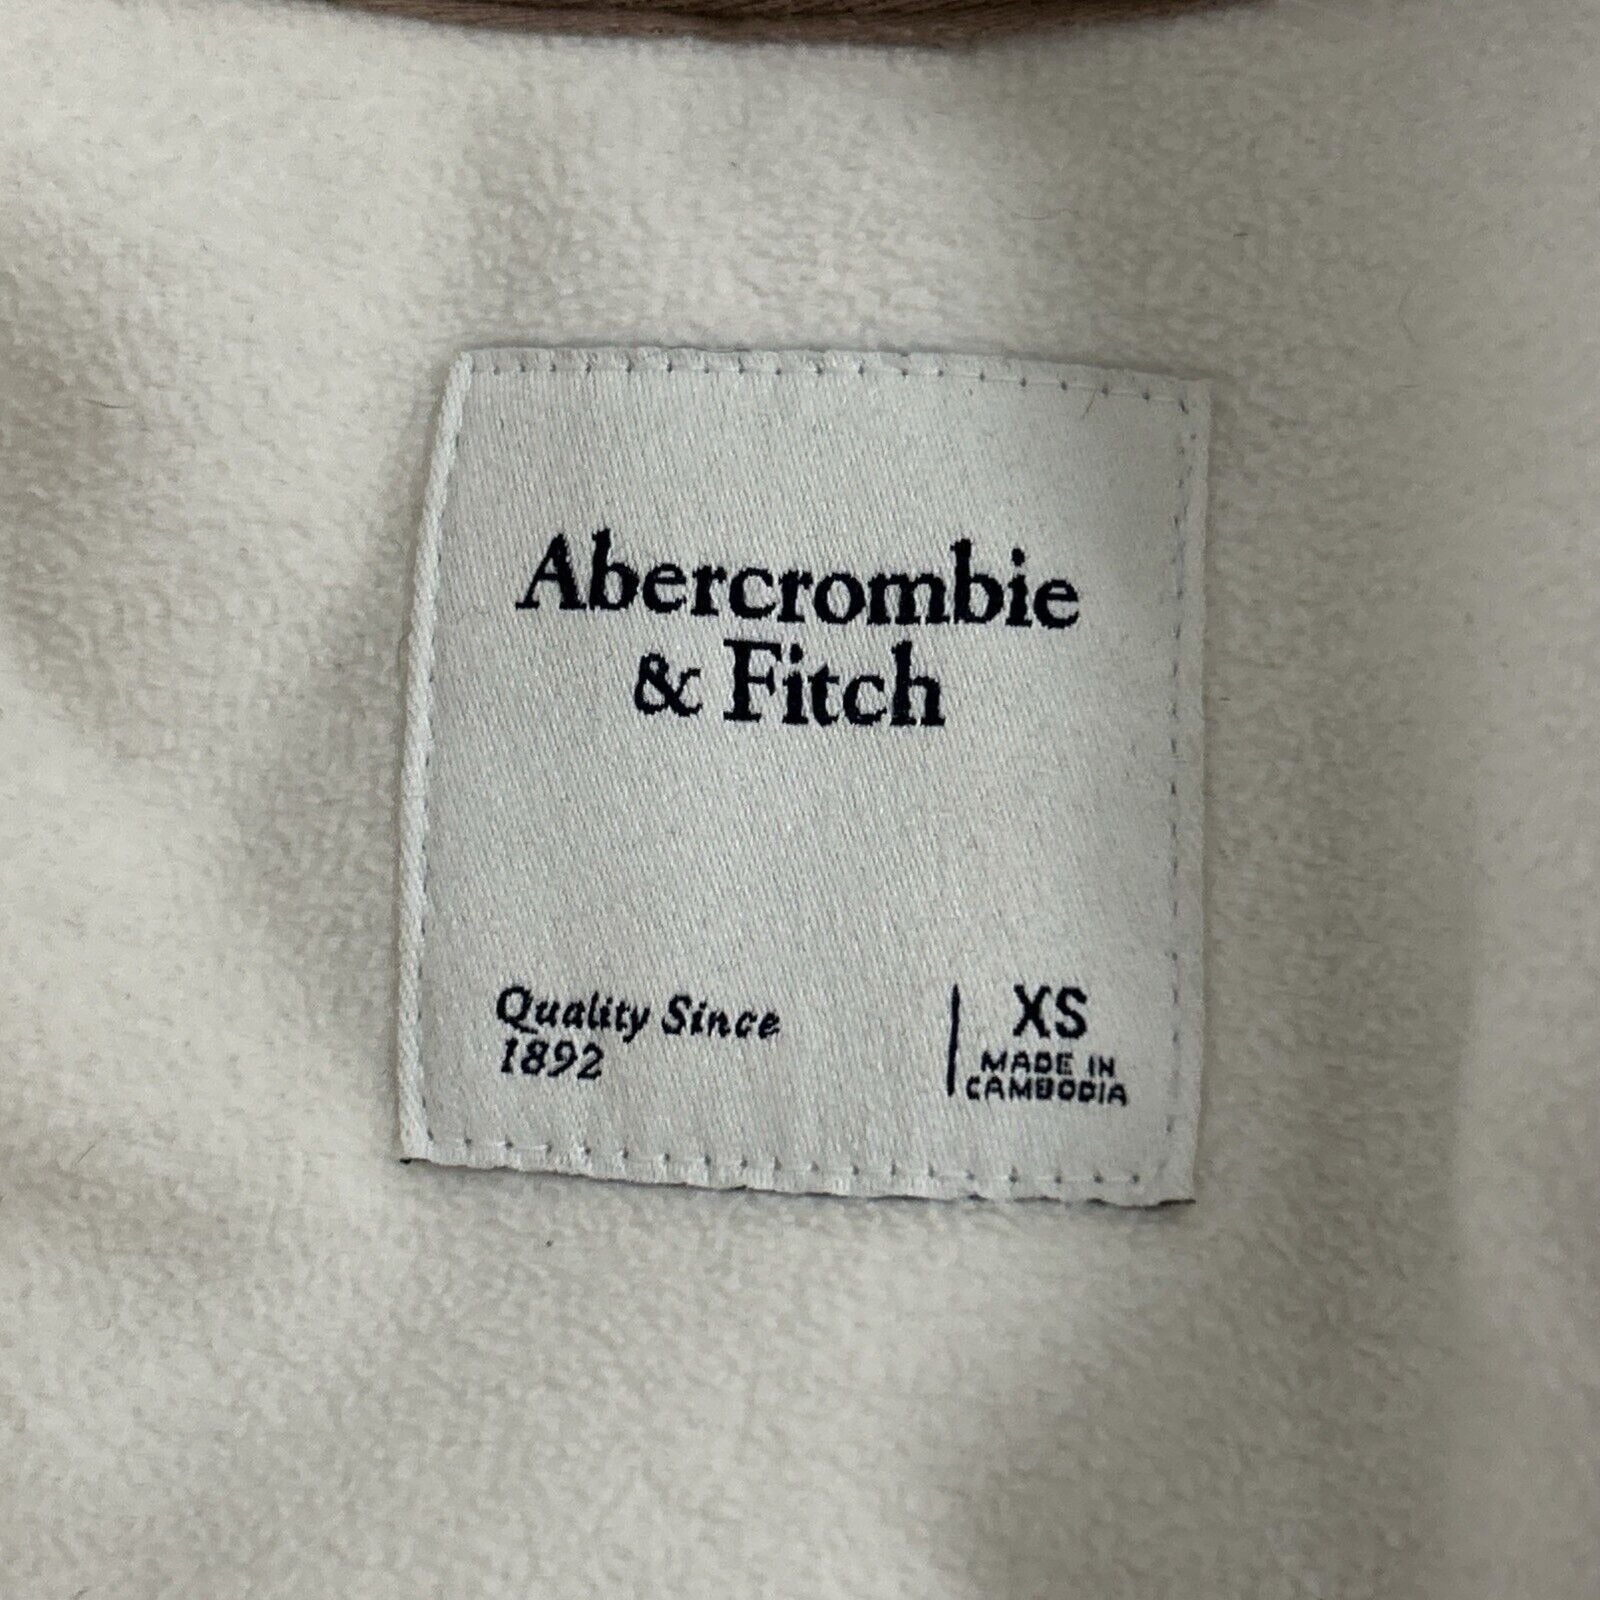 Abercrombie
& Fitch
Quality Since
1892
XS
MADE IN
CAMBODIA